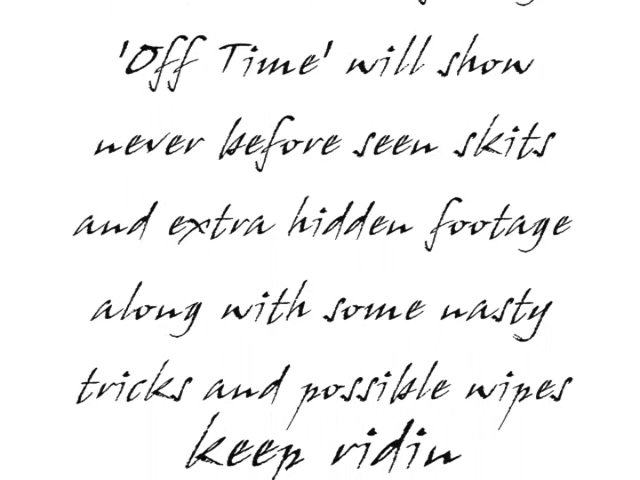 'Off Time' will show
never before seen skits
and extra hidden footage
along with some nasty
tricks and possible wipes
keep ridin